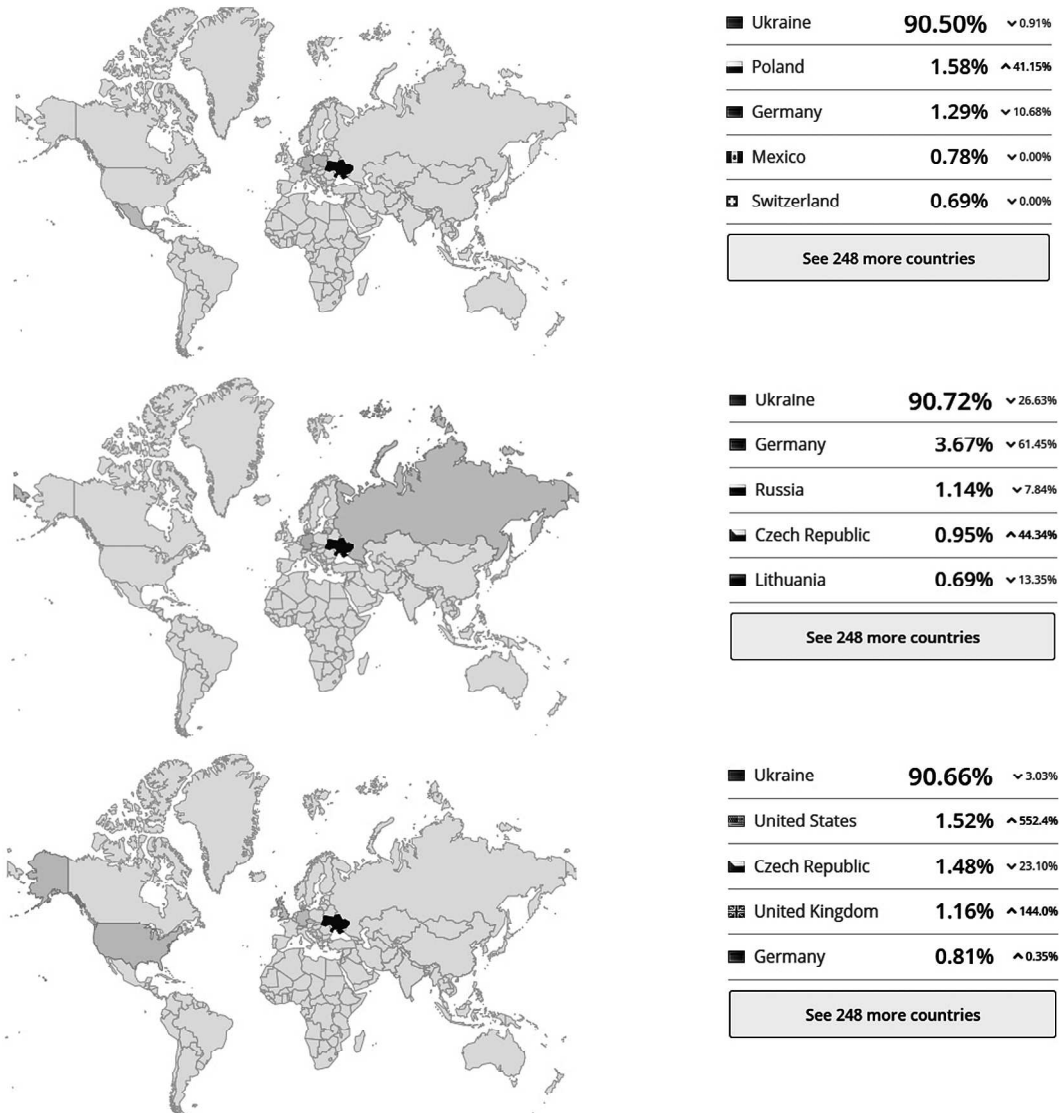 Ukraine 90.50% 0.91%
Poland 1.58% 41.15%
Germany 1.29% 10.68%
Mexico 0.78% 0.00%
Switzerland 0.69% 0.00%
See 248 more countries
Ukraine 90.72% 26.63%
Germany 3.67% 61.45%
Russia 1.14% 7.84%
Czech Republic 0.95% 44.34%
Lithuania 0.69% 13.35%
See 248 more countries
Ukraine 90.66% 3.03%
United States 1.52% 552.4%
Czech Republic 1.48% 23.10%
United Kingdom 1.16% 144.0%
Germany 0.81% 0.35%
See 248 more countries